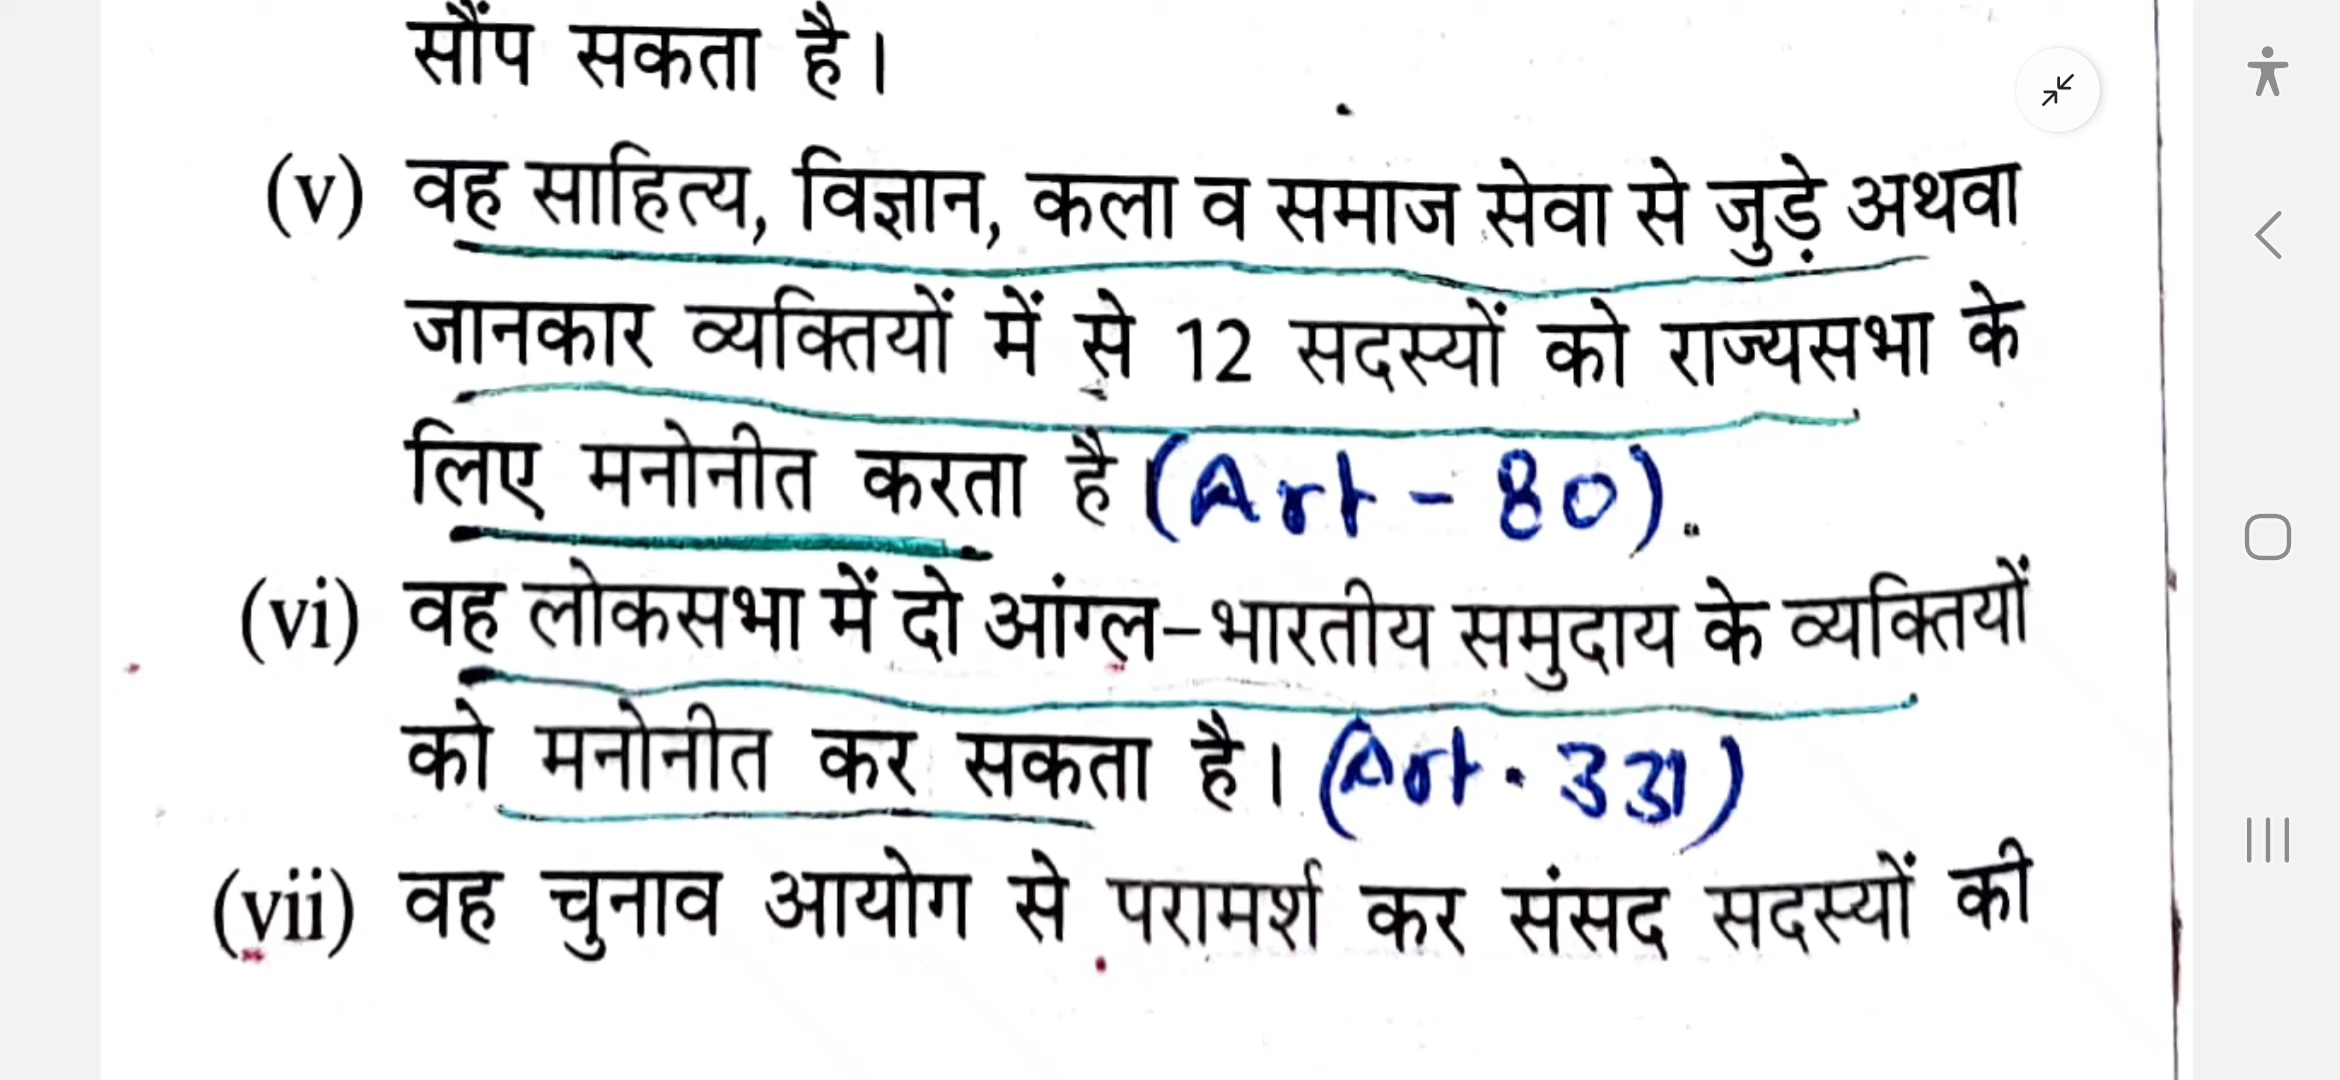 सौंप सकता है।
(v) वह साहित्य, विज्ञान, कला व समाज सेवा से जुड़े अथवा
जानकार व्यक्तियों में से 12 सदस्यों को राज्यसभा के
लिए मनोनीत करता है (Art - 80).
(vi) वह लोकसभा में दो आंग्ल-भारतीय समुदाय के व्यक्तियों
को मनोनीत कर सकता है। (Art. 331)
(vii) वह चुनाव आयोग से परामर्श कर संसद सदस्यों की